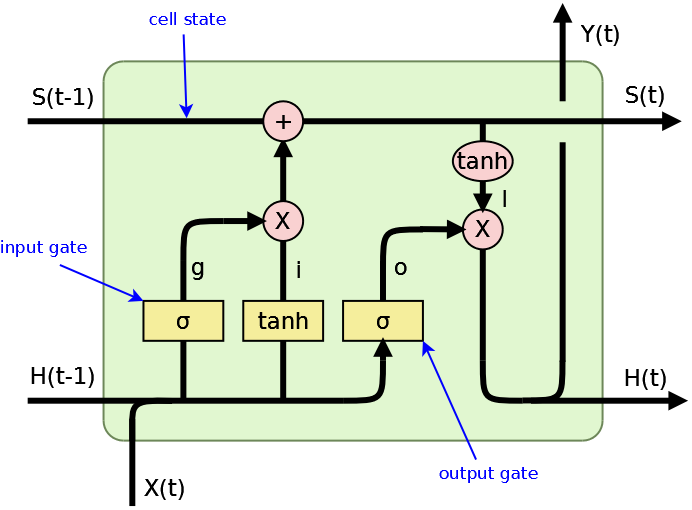 cell state
Y(t)
S(t-1)
S(t)
+
tanh
l
X
X
input gate
g
i
o
σ
tanh
σ
H(t-1)
H(t)
X(t)
output gate